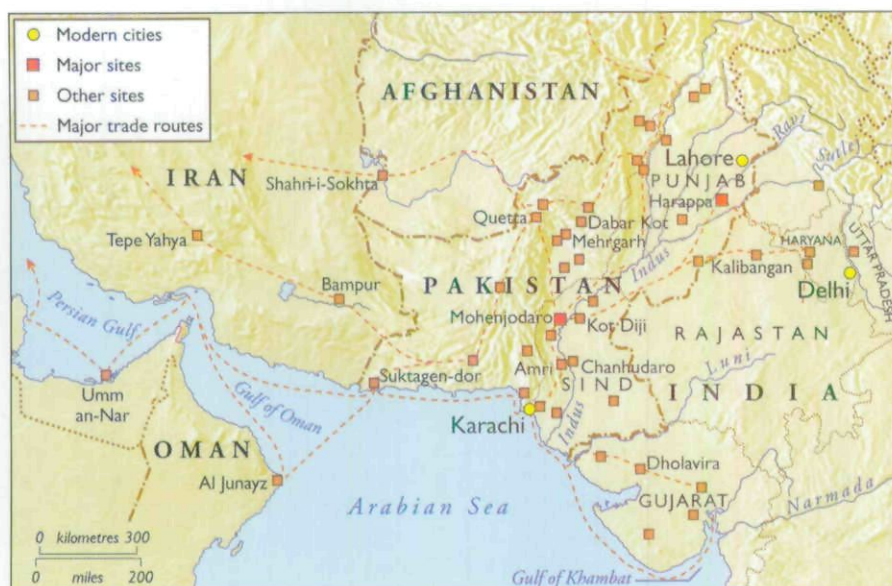 Modern cities
Major sites
Other sites
Major trade routes
AFGHANISTAN
IRAN
Shahri-i-Sokhta
Lahore
PUNJAB
Harappa
Ravi
Sutlej
Quetta
Dabar Kot
Mehrgarh
Tepe Yahya
Bampur
PAKISTAN
Indus
Kalibangan
HARYANA
UTTAR PRADESH
Delhi
Mohenjodaro
Kot Diji
RAJASTAN
Persian Gulf
Umm
an-Nar
Gulf of Oman
Suktagen-dor
Amri
Chanhudaro
SIND
Luni
INDIA
Karachi
Indus
OMAN
Al Junayz
Arabian Sea
Dholavira
GUJARAT
Narmada
0 kilometres 300
0 miles 200
Gulf of Khambat